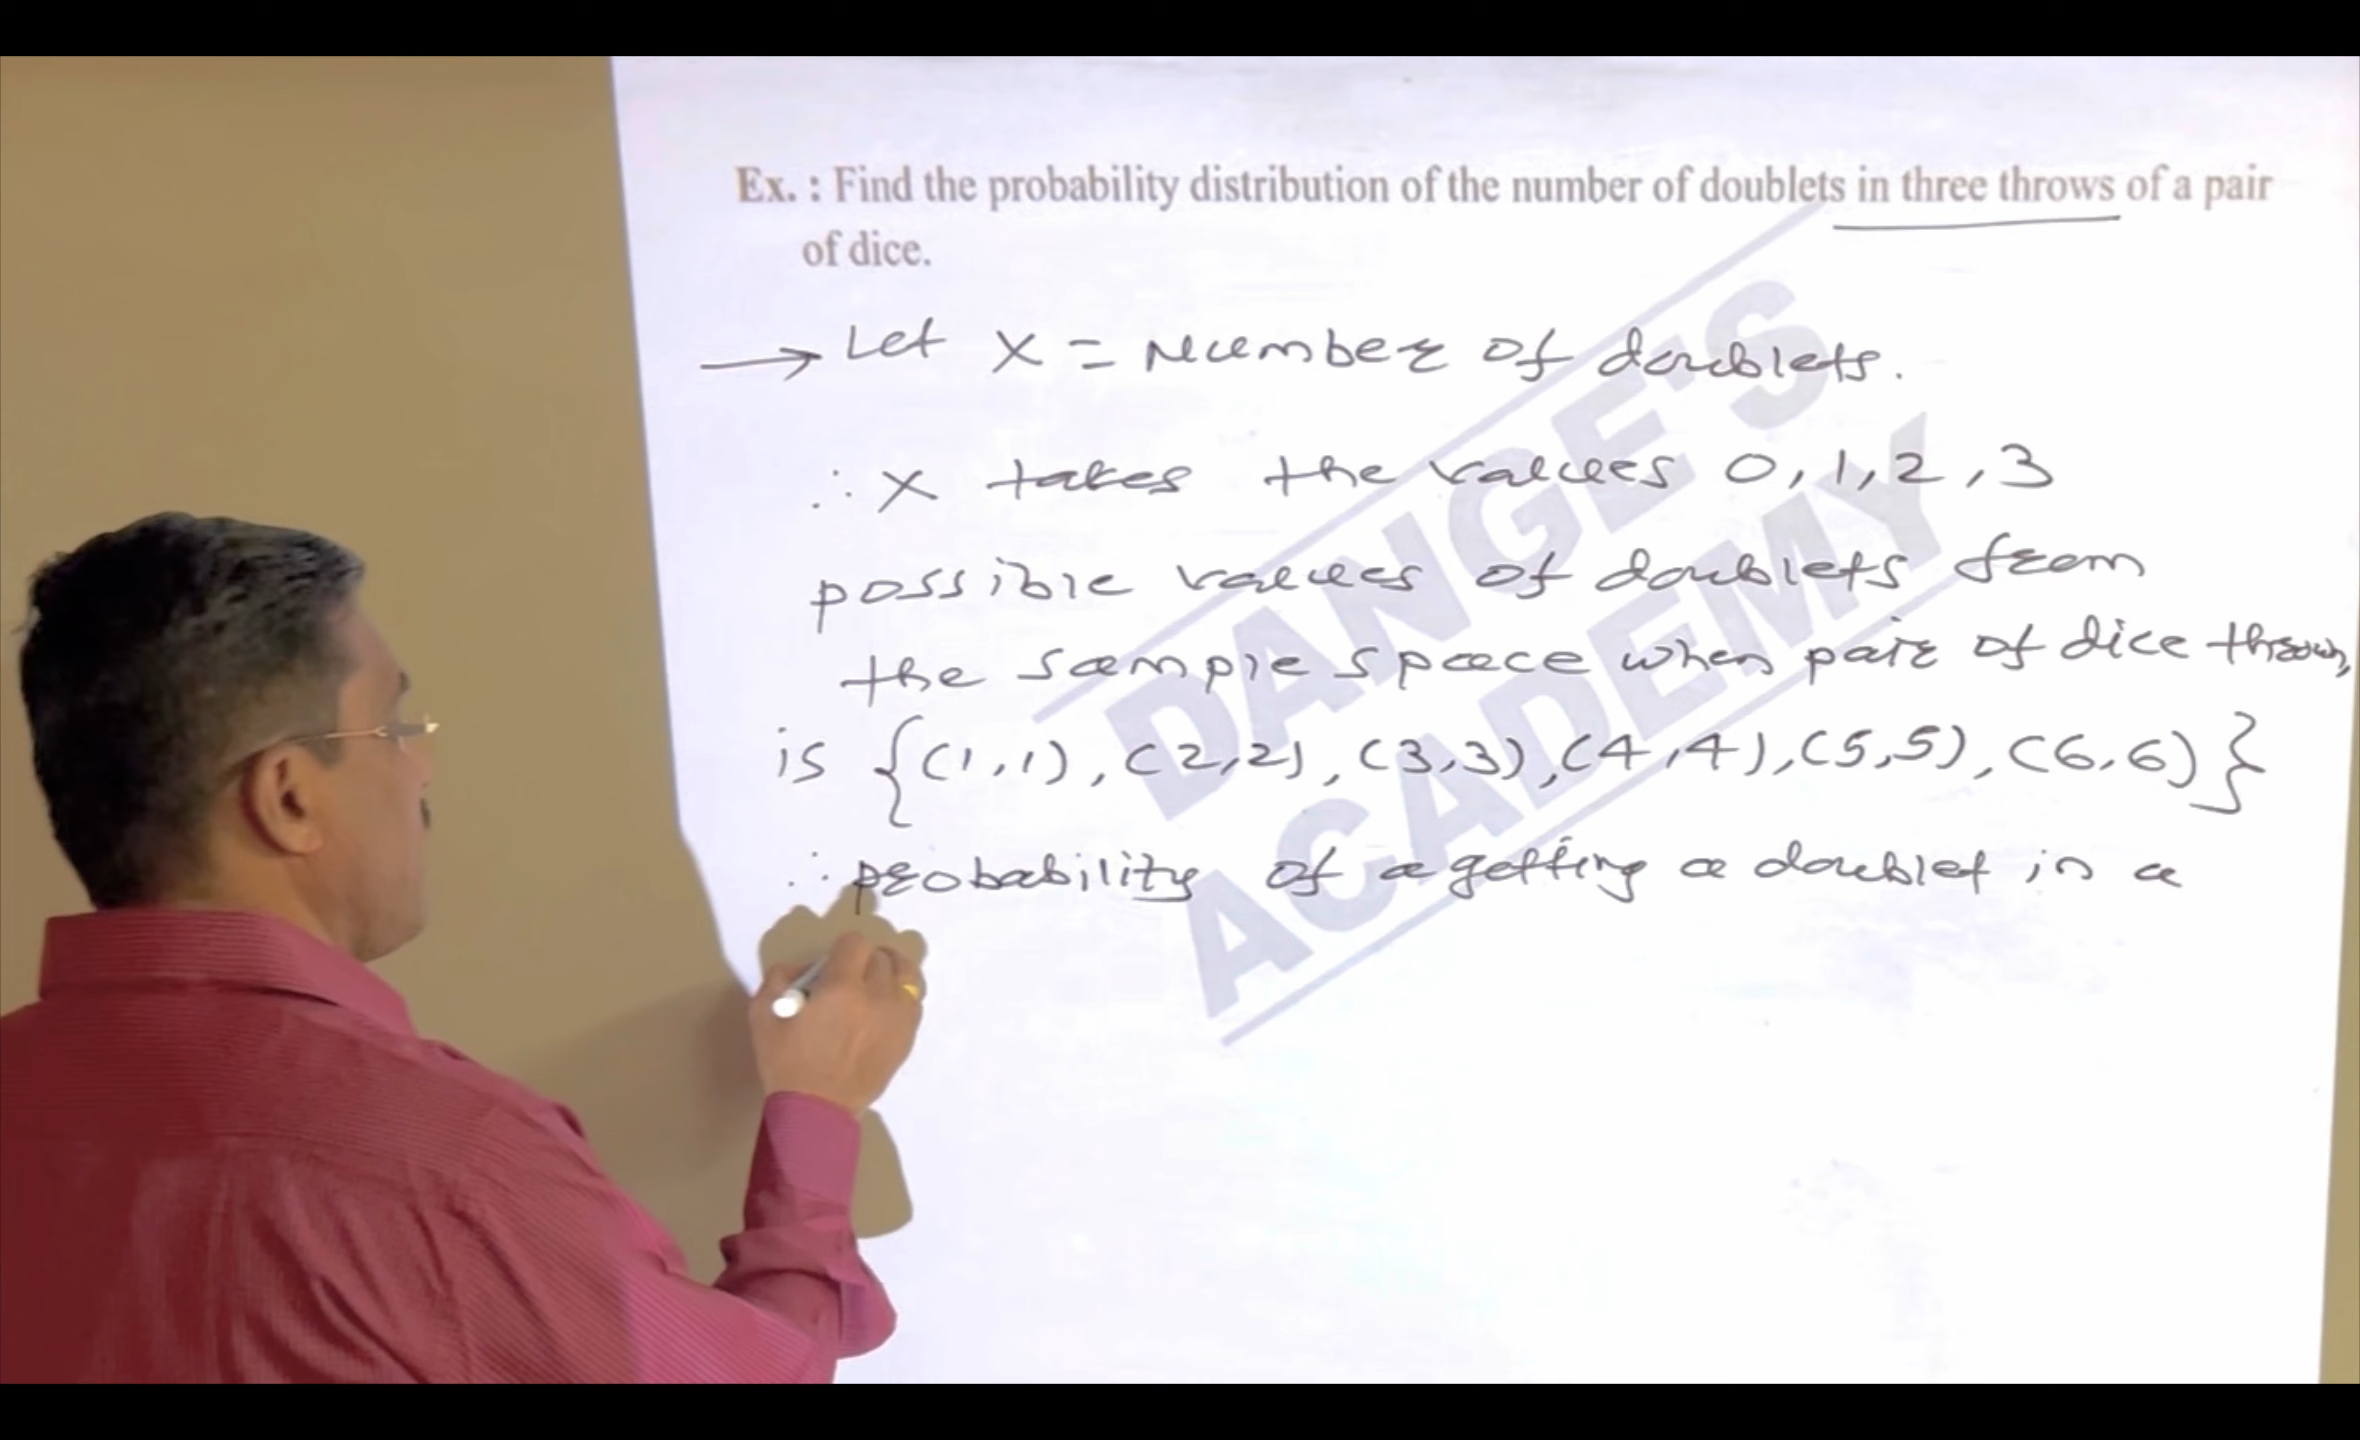 Ex. : Find the probability distribution of the number of doublets in three throws of a pair
of dice.
→ Let X = Number of doublets.
∴ X takes the values 0, 1, 2, 3
possible values of doublets from
the sample space when pair of dice thrown,
is {(1,1), (2,2), (3,3), (4,4), (5,5), (6,6)}
∴ probability of a getting a doublet in a
DANGE'S
ACADEMY